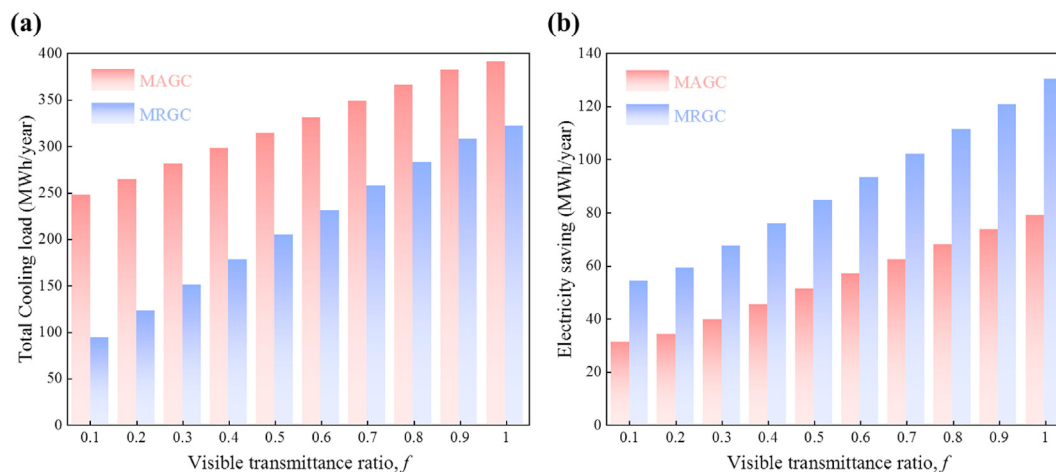 (a)
400
350
300
250
200
150
100
50
0
Total Cooling load (MWh/year)
MAGC
MRGC
0.1 0.2 0.3 0.4 0.5 0.6 0.7 0.8 0.9 1
Visible transmittance ratio, f
(b)
140
120
100
80
60
40
20
0
Electricity saving (MWh/year)
MAGC
MRGC
0.1 0.2 0.3 0.4 0.5 0.6 0.7 0.8 0.9 1
Visible transmittance ratio, f